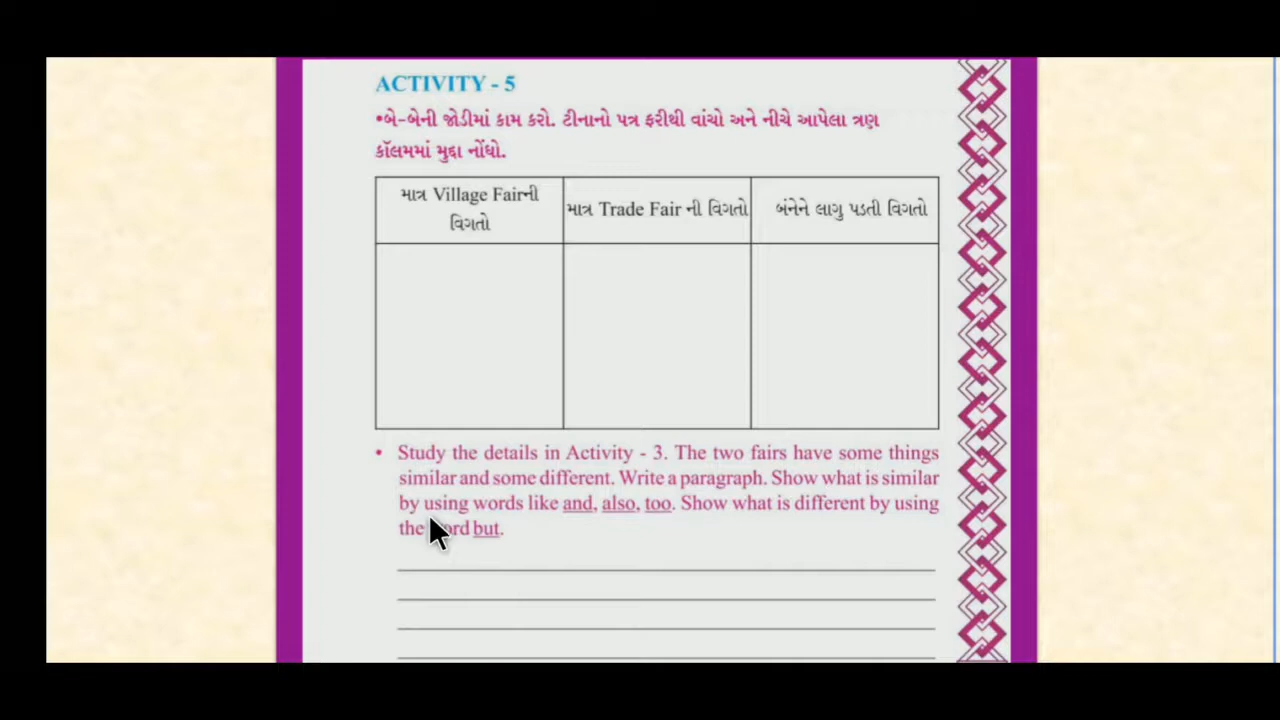 ACTIVITY - 5
•બે-બેની જોડીમાં કામ કરો. ટીનાનો પત્ર ફરીથી વાંચો અને નીચે આપેલા ત્રણ
કૉલમમાં મુદ્દા નોંધો.
માત્ર Village Fairની
વિગતો
માત્ર Trade Fair ની વિગતો
બંનેને લાગુ પડતી વિગતો
• Study the details in Activity - 3. The two fairs have some things
similar and some different. Write a paragraph. Show what is similar
by using words like and, also, too. Show what is different by using
the but.